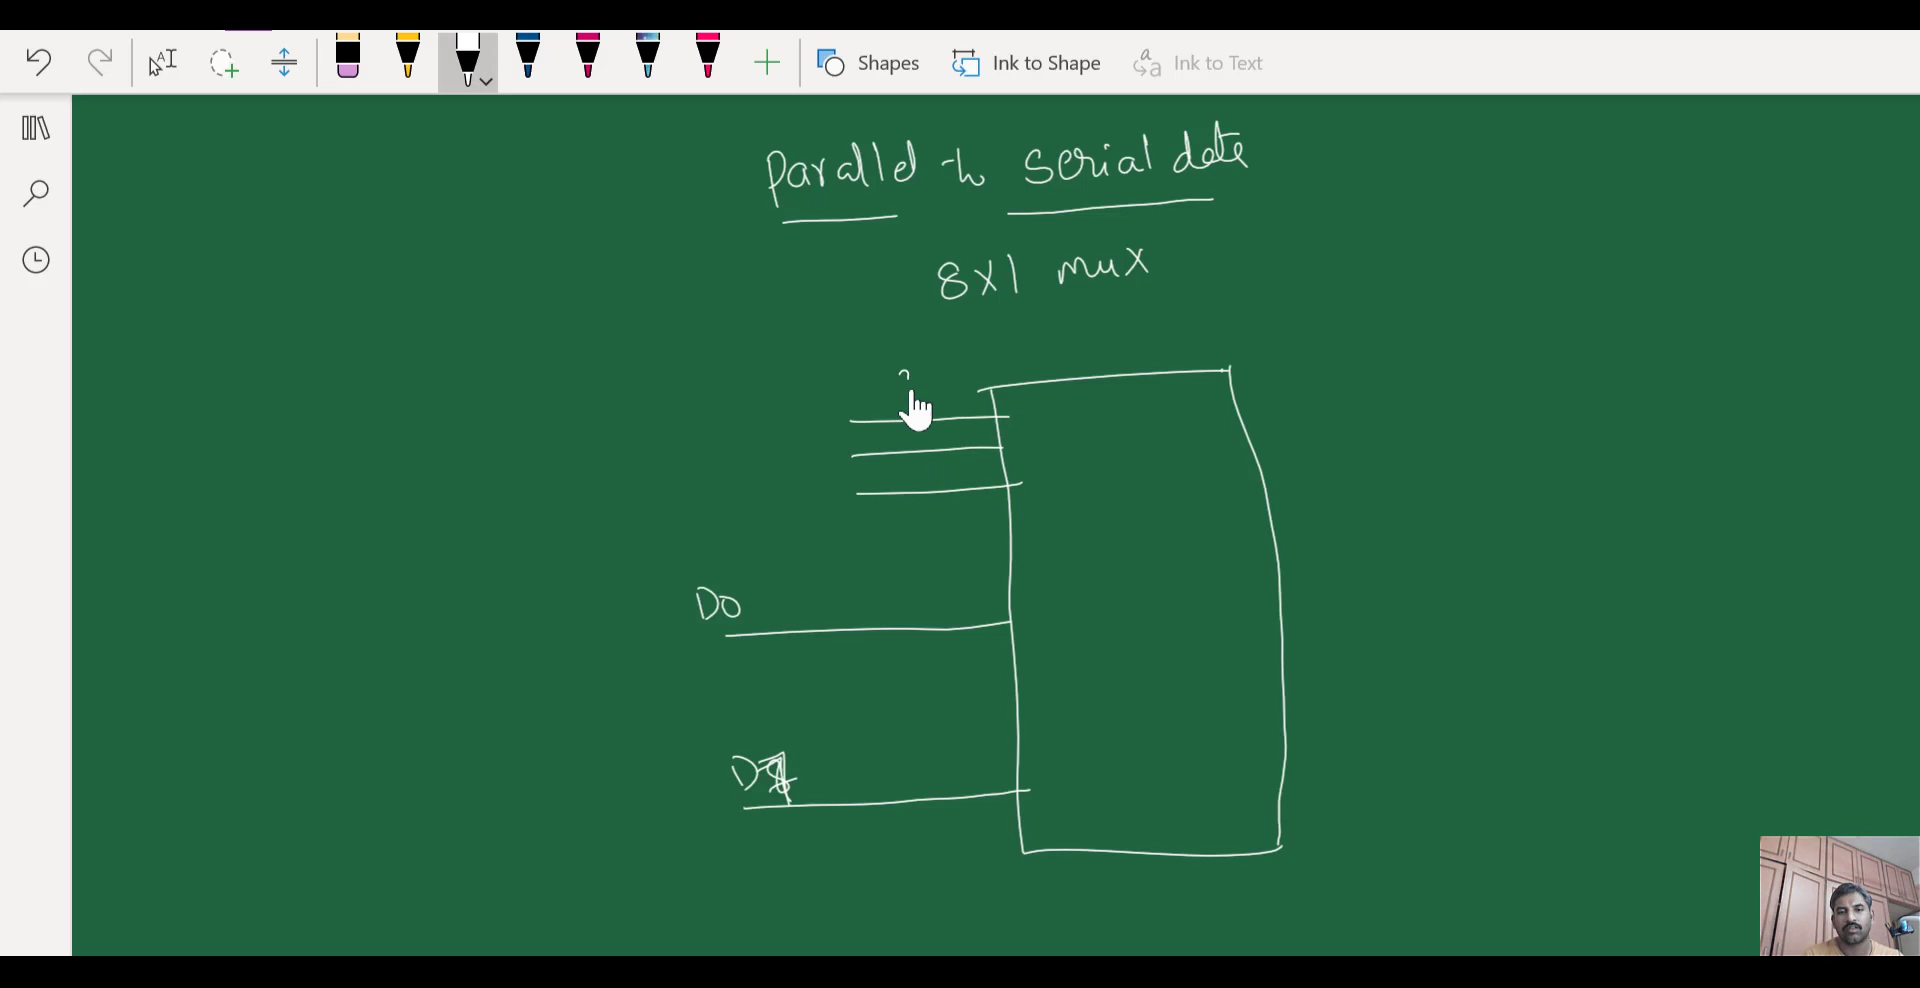 Shapes
Ink to Shape
Ink to Text
Parallel to serial data
8x1 mux
D0